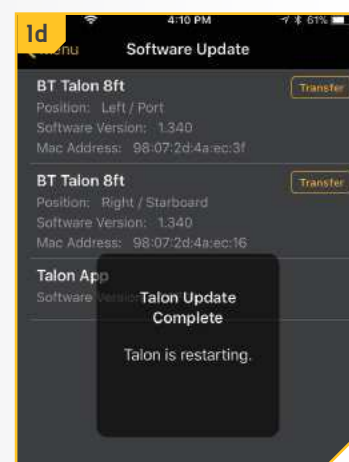 1d
4:10 PM 61%
Menu Software Update
BT Talon 8ft Transfer
Position: Left / Port
Software Version: 1.340
Mac Address: 98:07:2d:4a:ec:3f
BT Talon 8ft Transfer
Position: Right / Starboard
Software Version: 1.340
Mac Address: 98:07:2d:4a:ec:16
Talon App
Software Version
Talon Update
Complete
Talon is restarting.